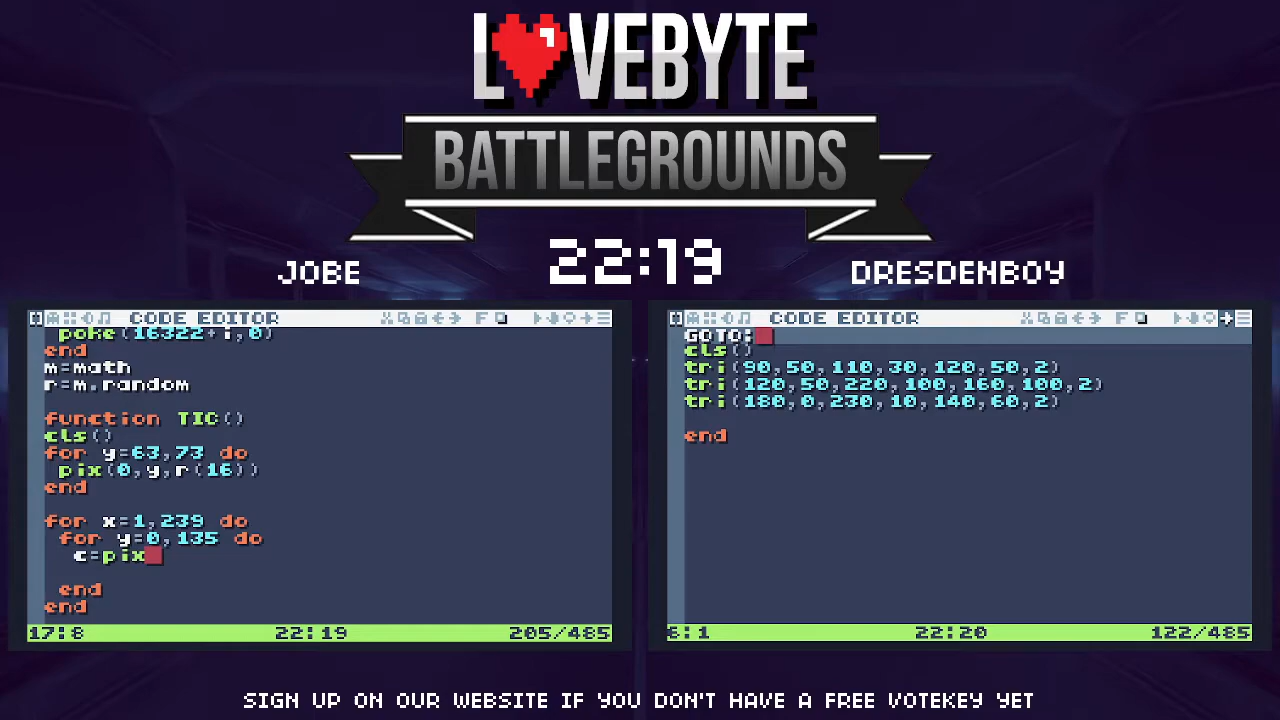 LOVEBYTE
BATTLEGROUNDS
22:19
JOBE
DRESDENBOY
CODE EDITOR
F
poke(16322+i,0)
end
m=math
r=m.random
function TIC()
cls()
for y=63,73 do
pix(0,y,r(16))
end
for x=1,239 do
for y=0,135 do
c=pix
end
end
17:8 22:19 205/485
CODE EDITOR
F
GOTO:
cls()
tri(90,50,110,30,120,50,2)
tri(120,50,220,100,160,100,2)
tri(180,0,230,10,140,60,2)
end
22:20 122/485
SIGN UP ON OUR WEBSITE IF YOU DON'T HAVE A FREE VOTEKEY YET